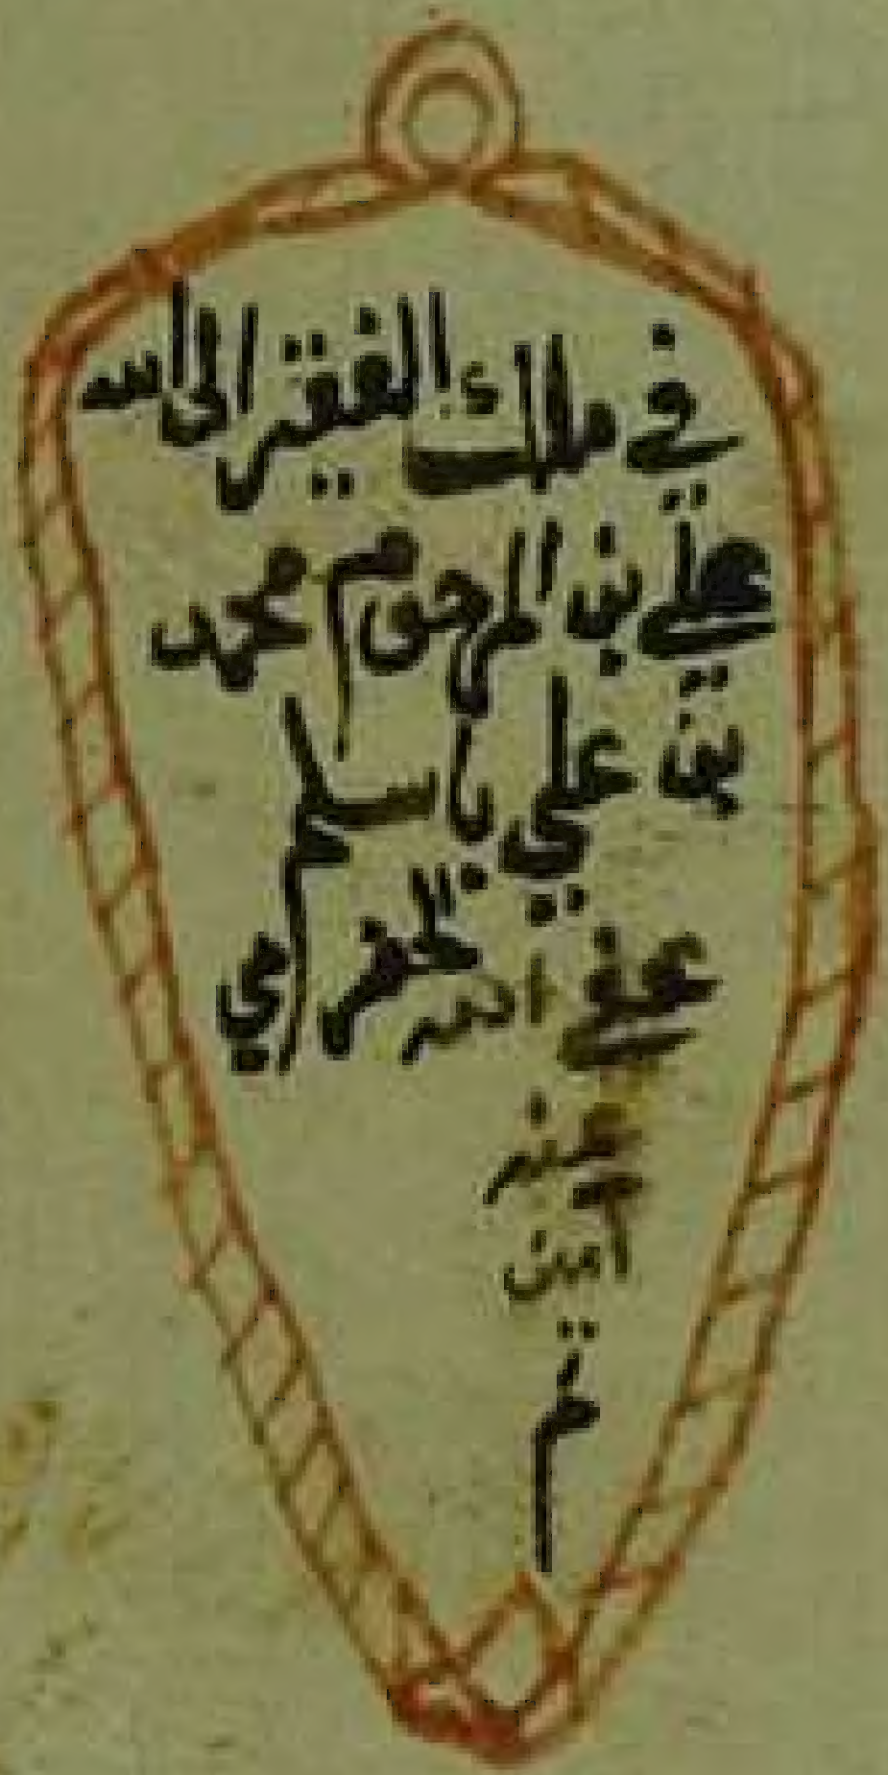 في ملك الفقير الى الله
علي بن المرحوم محمد
بن علي باسلم
عفى الله الحضرمي
عنه
آمين
تم